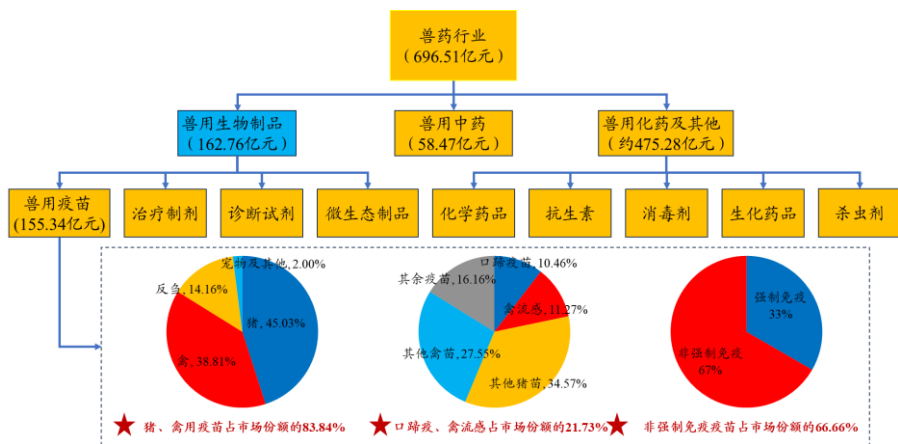 兽药行业
（696.51亿元）
兽用生物制品
（162.76亿元）
兽用中药
（58.47亿元）
兽用化药及其他
（约475.28亿元）
兽用疫苗
(155.34亿元）
治疗制剂
诊断试剂
微生态制品
化学药品
抗生素
消毒剂
生化药品
杀虫剂
宠物及其他, 2.00%
反刍, 14.16%
猪, 45.03%
禽, 38.81%
口蹄疫苗, 10.46%
其余疫苗, 16.16%
禽流感, 11.27%
其他禽苗, 27.55%
其他猪苗, 34.57%
强制免疫
33%
非强制免疫
67%
猪、禽用疫苗占市场份额的83.84%
口蹄疫、禽流感占市场份额的21.73%
非强制免疫疫苗占市场份额的66.66%